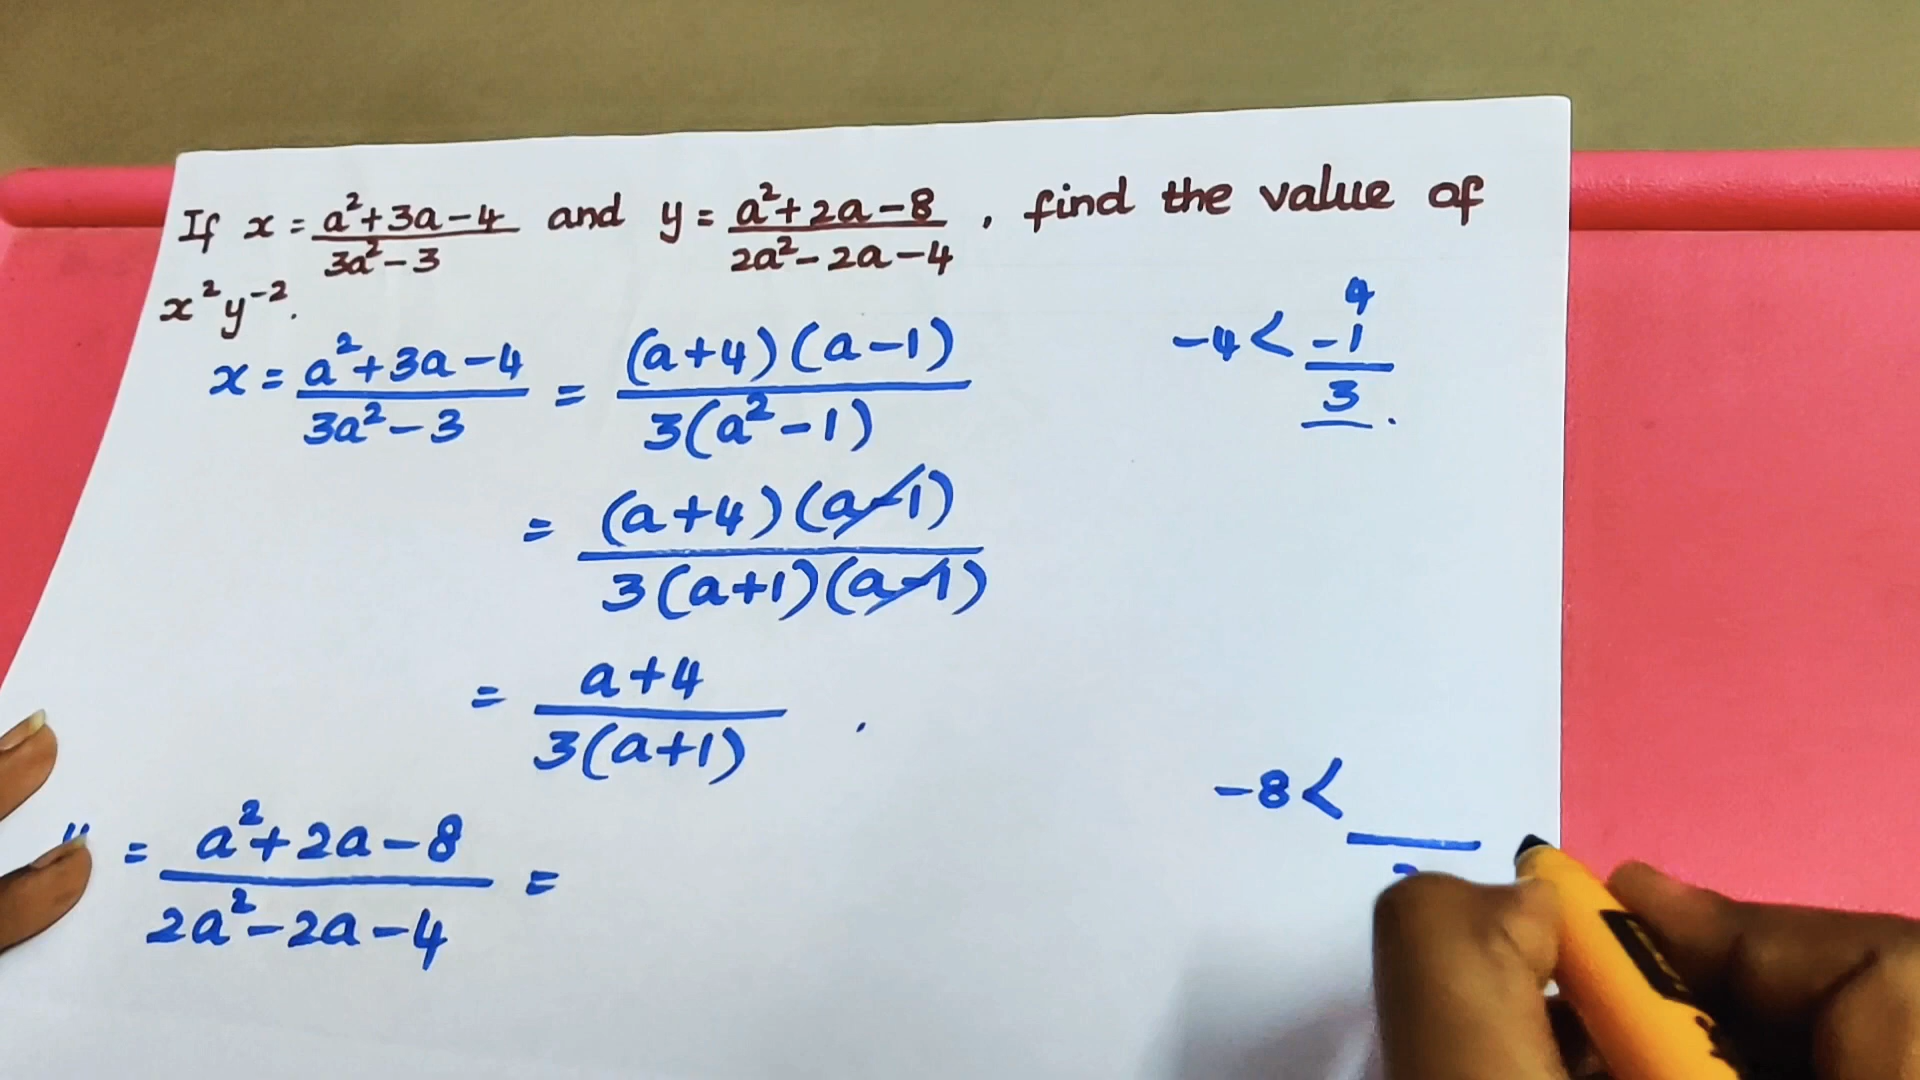 If x = (a²+3a-4)/(3a²-3) and y = (a²+2a-8)/(2a²-2a-4), find the value of
x²y⁻².
x = (a²+3a-4)/(3a²-3) = (a+4)(a-1)/3(a²-1)
-4 < 4
-1
3.
= (a+4)(a-1)/3(a+1)(a-1)
= (a+4)/3(a+1).
-8 <
= (a²+2a-8)/(2a²-2a-4) =